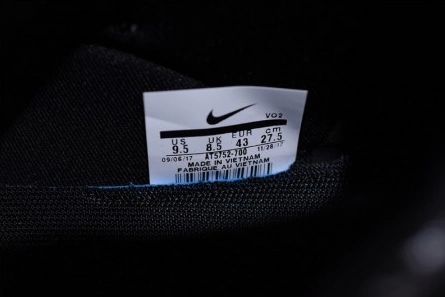 VO2
US UK EUR cm
9.5 8.5 43 27.5
09/06/17 AT5752-700 11/26/17
MADE IN VIETNAM
FABRIQUE AU VIETNAM